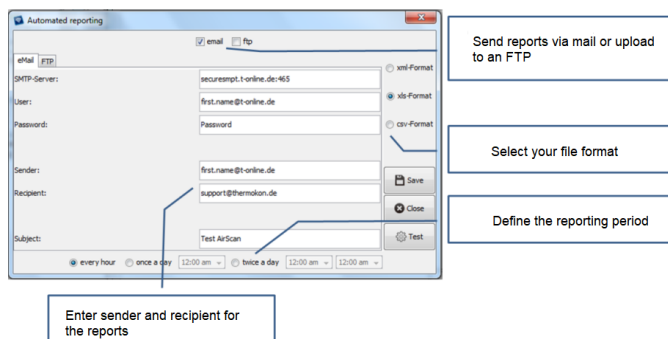 Automated reporting
email ftp
eMail FTP
SMTP-Server: securesmpt.t-online.de:465
User: first.name@t-online.de
Password: Password
Sender: first.name@t-online.de
Recipient: support@thermokon.de
Subject: Test AirScan
xml-Format
xls-Format
csv-Format
Save
Close
Test
every hour once a day 12:00 am twice a day 12:00 am 12:00 am
Send reports via mail or upload
to an FTP
Select your file format
Define the reporting period
Enter sender and recipient for
the reports